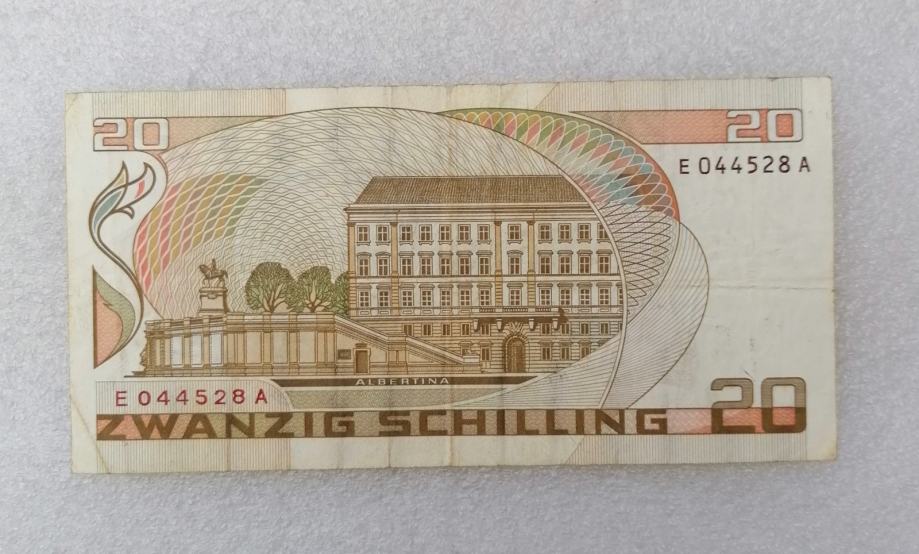 20
20
E 044528 A
ALBERTINA
E 044528 A
ZWANZIG SCHILLING 20